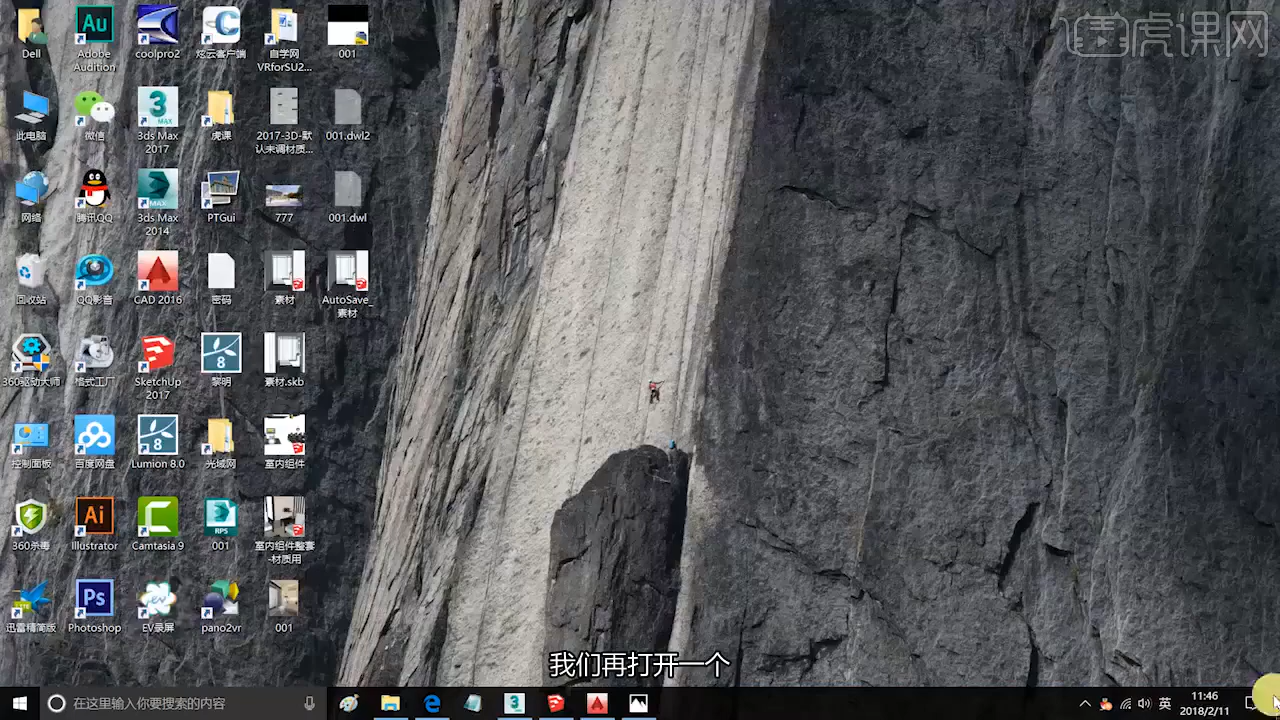 虎课网
Dell
Adobe
Audition
coolpro2
炫云客户端
自学网
VRforSU2...
001
此电脑
微信
3ds Max
2017
虎课
2017-3D-默
认未调材质...
001.dwl2
网络
腾讯QQ
3ds Max
2014
PTGui
777
001.dwl
回收站
QQ影音
CAD 2016
密码
素材
AutoSave_
素材
360驱动大师
格式工厂
SketchUp
2017
黎明
素材.skb
控制面板
百度网盘
Lumion 8.0
光域网
室内组件
360杀毒
Illustrator
Camtasia 9
001
室内组件整套
-材质用
迅雷精简版
Photoshop
EV录屏
pano2vr
001
我们再打开一个
在这里输入你要搜索的内容
英
11:46
2018/2/11